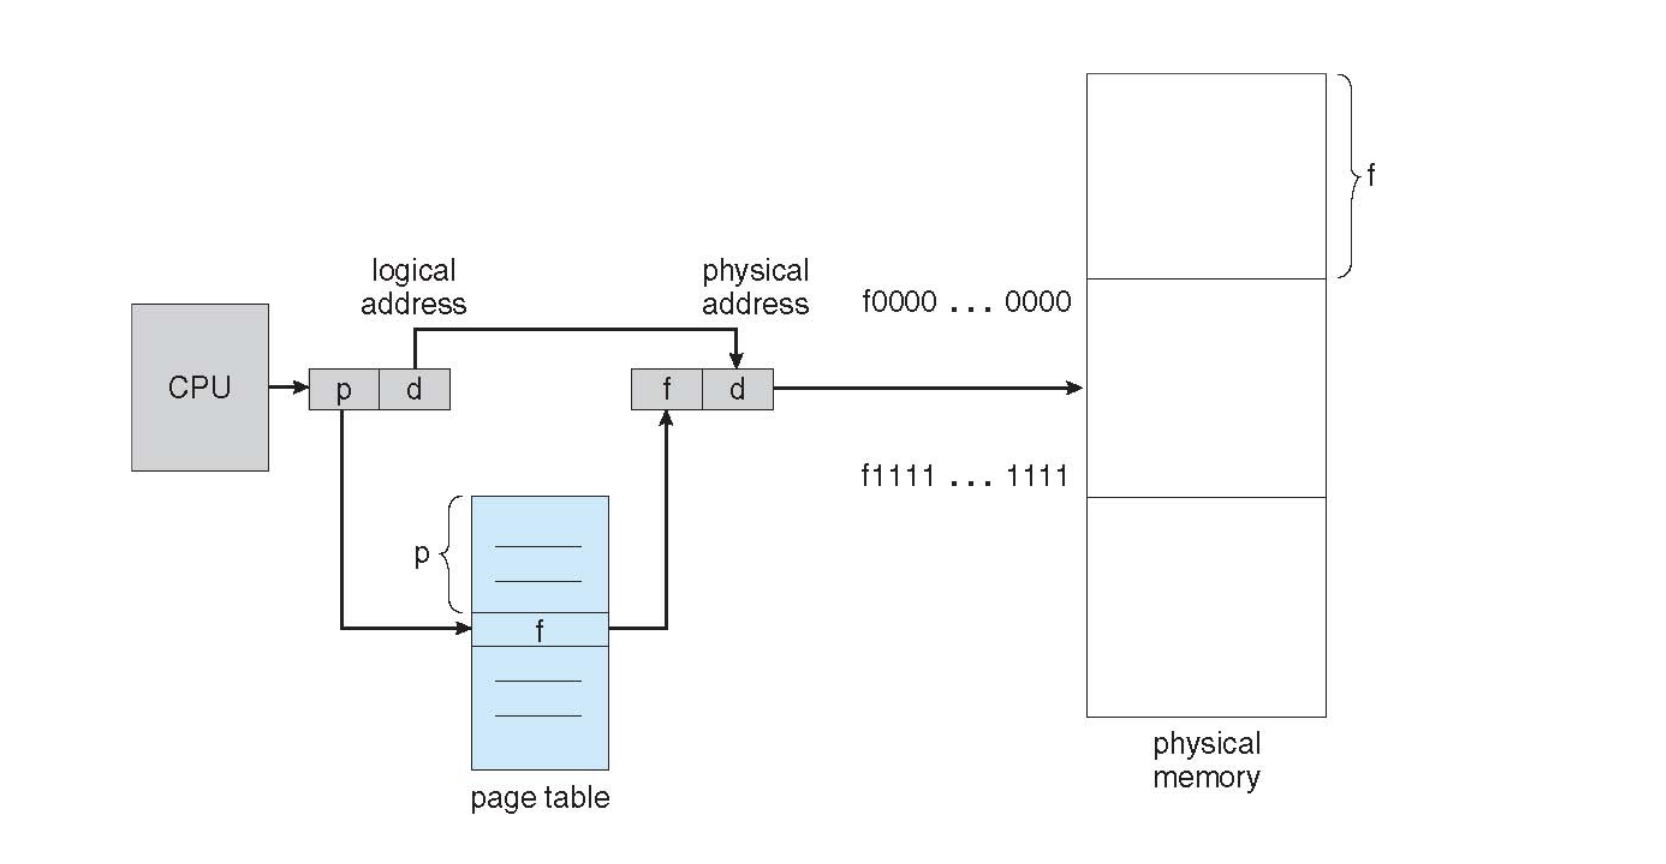 f
logical
address
physical
address
f0000 ... 0000
CPU
p
d
f
d
f1111 ... 1111
p
f
physical
memory
page table